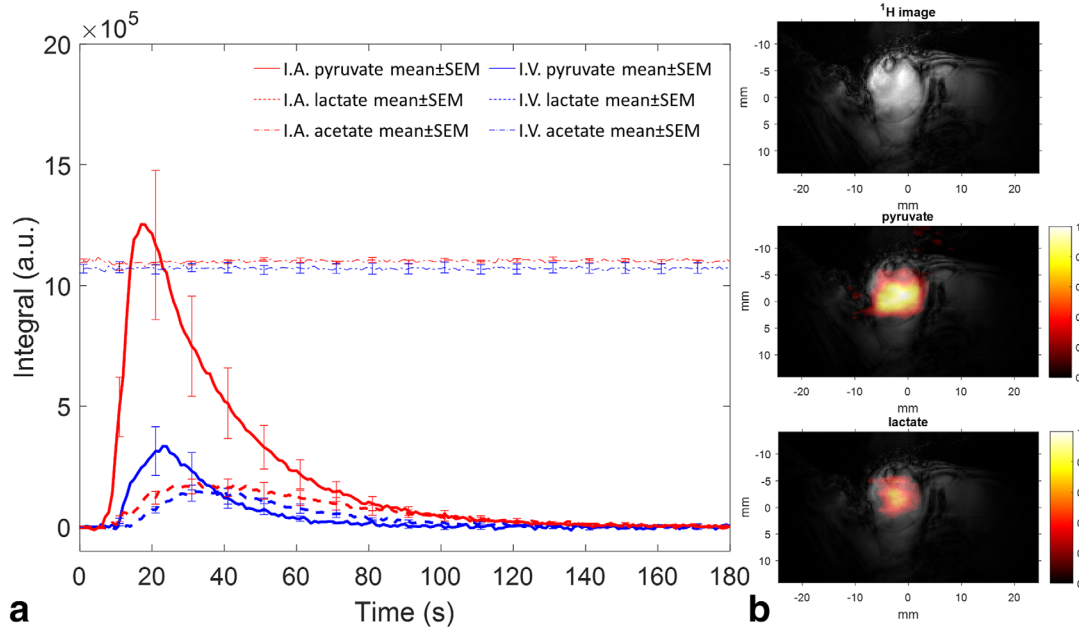 ×10⁵
20
15
10
5
0
Integral (a.u.)
I.A. pyruvate mean±SEM
I.V. pyruvate mean±SEM
I.A. lactate mean±SEM
I.V. lactate mean±SEM
I.A. acetate mean±SEM
I.V. acetate mean±SEM
0 20 40 60 80 100 120 140 160 180
Time (s)
a
¹H image
-10
-5
0
5
10
mm
-20 -10 0 10 20
mm
pyruvate
-10
-5
0
5
10
mm
-20 -10 0 10 20
mm
lactate
-10
-5
0
5
10
mm
-20 -10 0 10 20
mm
b